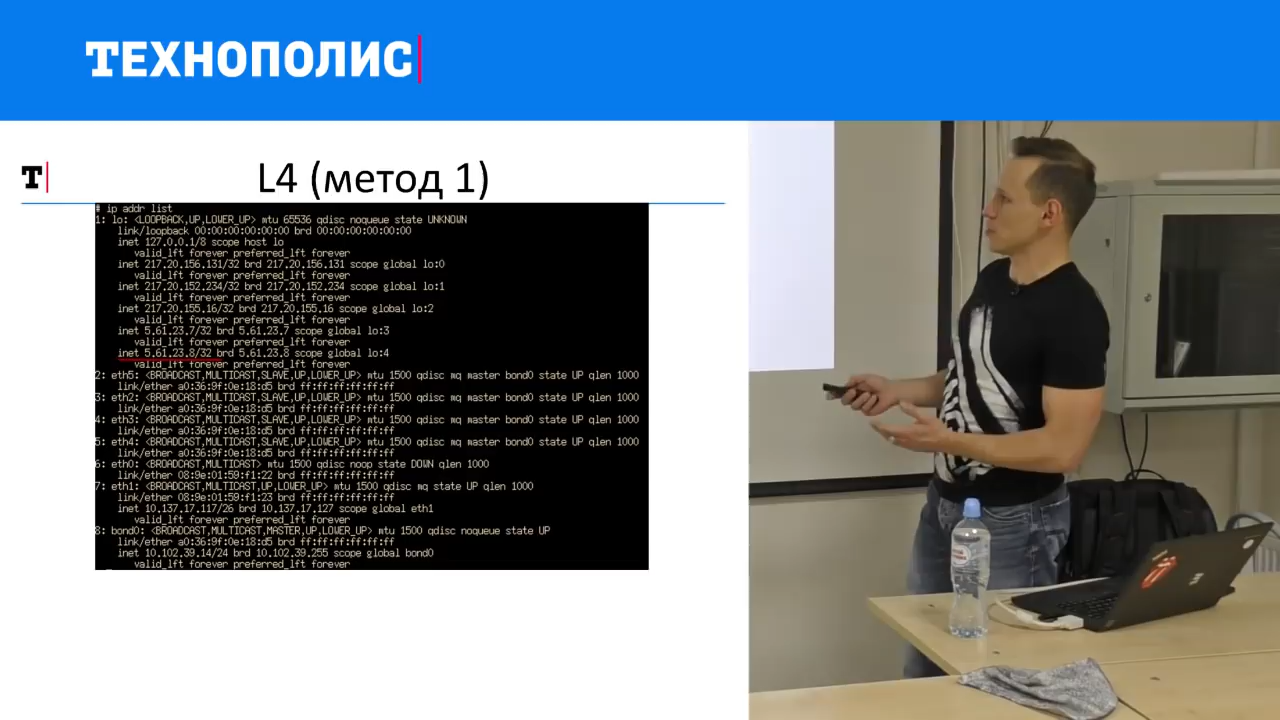 ТЕХНОПОЛИС
Т
L4 (метод 1)
# ip addr list
1: lo: <LOOPBACK,UP,LOWER_UP> mtu 65536 qdisc noqueue state UNKNOWN
link/loopback 00:00:00:00:00:00 brd 00:00:00:00:00:00
inet 127.0.0.1/8 scope host lo
valid_lft forever preferred_lft forever
inet 217.20.156.131/32 brd 217.20.156.131 scope global lo:0
valid_lft forever preferred_lft forever
inet 217.20.152.234/32 brd 217.20.152.234 scope global lo:1
valid_lft forever preferred_lft forever
inet 217.20.155.16/32 brd 217.20.155.16 scope global lo:2
valid_lft forever preferred_lft forever
inet 5.61.23.7/32 brd 5.61.23.7 scope global lo:3
valid_lft forever preferred_lft forever
inet 5.61.23.8/32 brd 5.61.23.8 scope global lo:4
valid_lft forever preferred_lft forever
2: eth5: <BROADCAST,MULTICAST,SLAVE,UP,LOWER_UP> mtu 1500 qdisc mq master bond0 state UP qlen 1000
link/ether a0:36:9f:0e:18:d5 brd ff:ff:ff:ff:ff:ff
3: eth2: <BROADCAST,MULTICAST,SLAVE,UP,LOWER_UP> mtu 1500 qdisc mq master bond0 state UP qlen 1000
link/ether a0:36:9f:0e:18:d5 brd ff:ff:ff:ff:ff:ff
4: eth3: <BROADCAST,MULTICAST,SLAVE,UP,LOWER_UP> mtu 1500 qdisc mq master bond0 state UP qlen 1000
link/ether a0:36:9f:0e:18:d5 brd ff:ff:ff:ff:ff:ff
5: eth4: <BROADCAST,MULTICAST,SLAVE,UP,LOWER_UP> mtu 1500 qdisc mq master bond0 state UP qlen 1000
link/ether a0:36:9f:0e:18:d5 brd ff:ff:ff:ff:ff:ff
6: eth0: <BROADCAST,MULTICAST> mtu 1500 qdisc noop state DOWN qlen 1000
link/ether 08:9e:01:59:f1:22 brd ff:ff:ff:ff:ff:ff
7: eth1: <BROADCAST,MULTICAST,UP,LOWER_UP> mtu 1500 qdisc mq state UP qlen 1000
link/ether 08:9e:01:59:f1:23 brd ff:ff:ff:ff:ff:ff
inet 10.137.17.117/26 brd 10.137.17.127 scope global eth1
valid_lft forever preferred_lft forever
8: bond0: <BROADCAST,MULTICAST,MASTER,UP,LOWER_UP> mtu 1500 qdisc noqueue state UP
link/ether a0:36:9f:0e:18:d5 brd ff:ff:ff:ff:ff:ff
inet 10.102.39.14/24 brd 10.102.39.255 scope global bond0
valid_lft forever preferred_lft forever